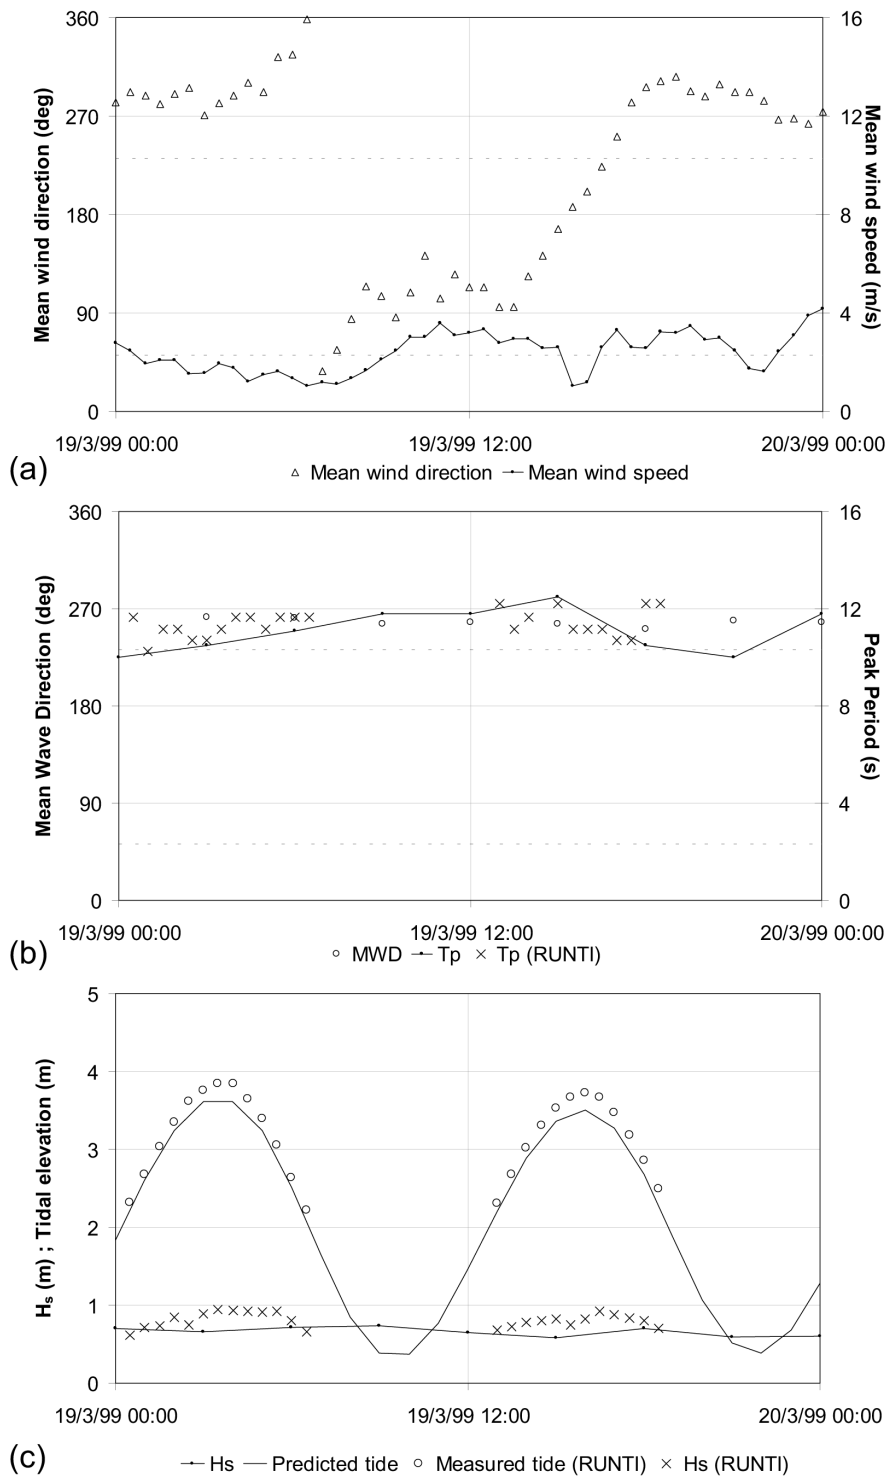 360
16
270
12
180
8
90
4
0
0
Mean wind direction (deg)
Mean wind speed (m/s)
19/3/99 00:00
19/3/99 12:00
20/3/99 00:00
(a)
Mean wind direction
Mean wind speed
360
16
270
12
180
8
90
4
0
0
Mean Wave Direction (deg)
Peak Period (s)
19/3/99 00:00
19/3/99 12:00
20/3/99 00:00
(b)
MWD
Tp
Tp (RUNTI)
5
4
3
2
1
0
Hs (m) ; Tidal elevation (m)
19/3/99 00:00
19/3/99 12:00
20/3/99 00:00
(c)
Hs
Predicted tide
Measured tide (RUNTI)
Hs (RUNTI)